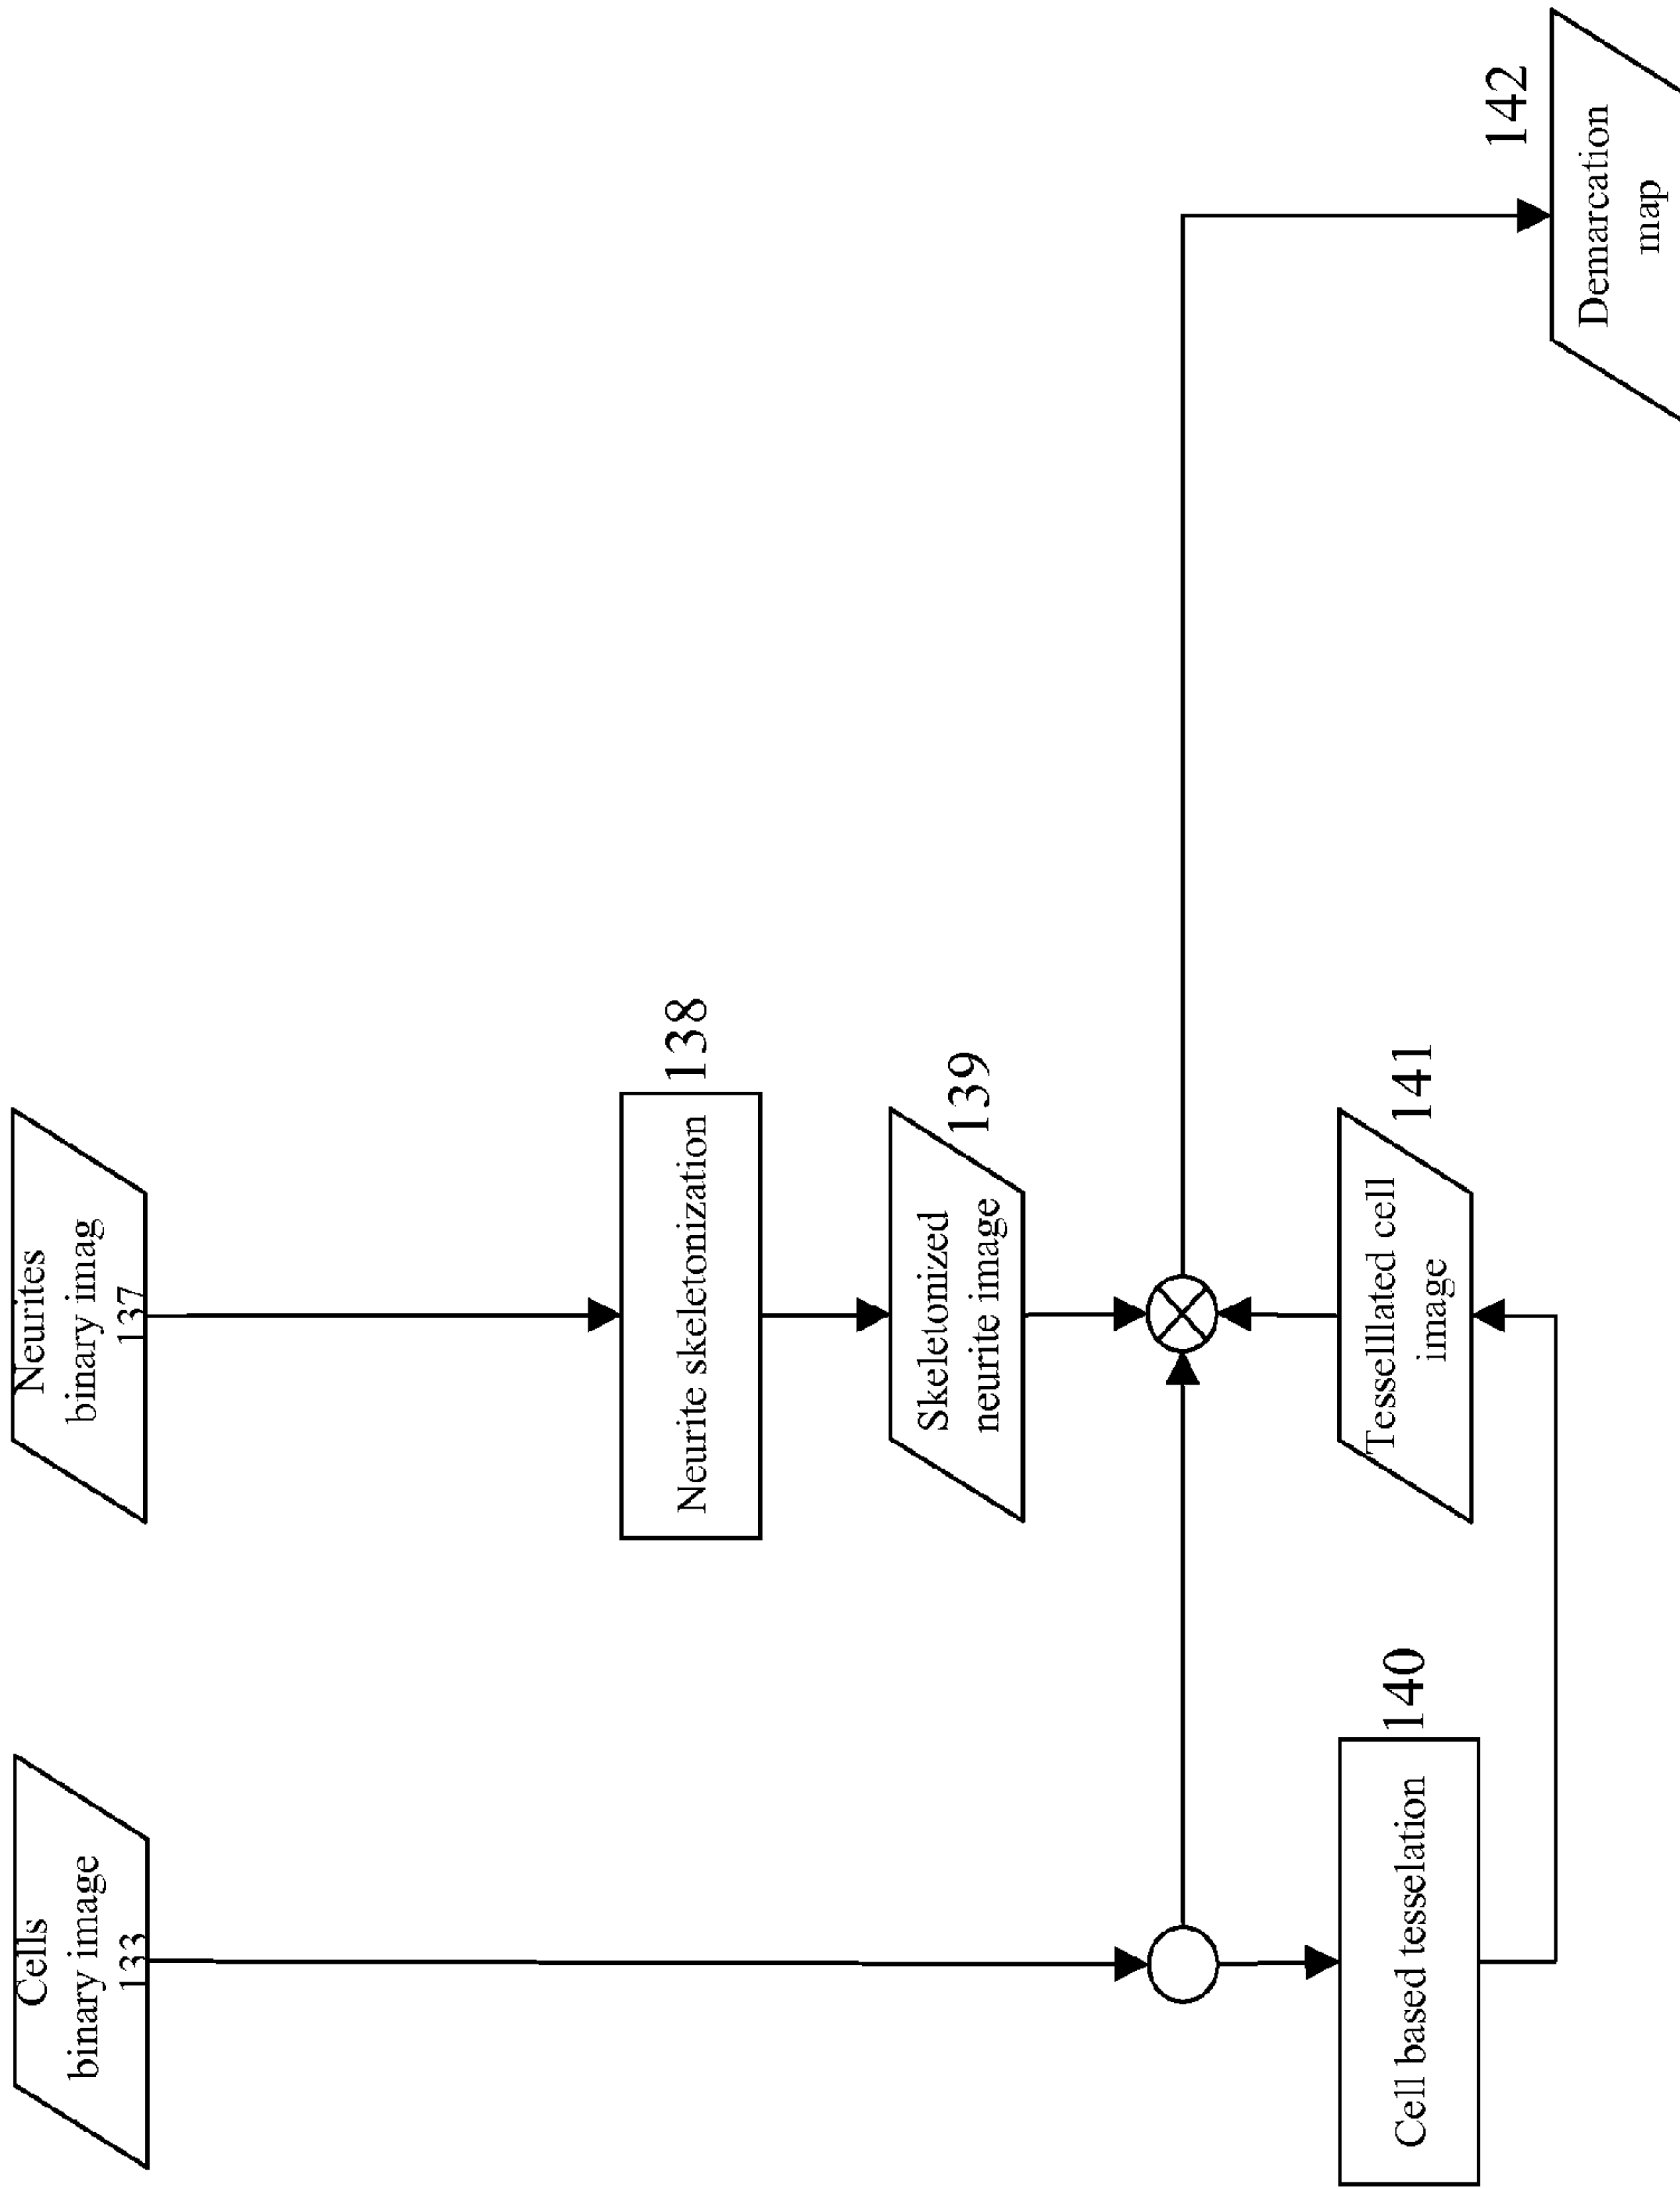 Cells
binary image
133
Neurites
binary imag
137
Neurite skeletonization
138
Skeletonized
neurite image
139
Cell based tesselation
140
Tesselllated cell
image
141
142
Demarcation
map